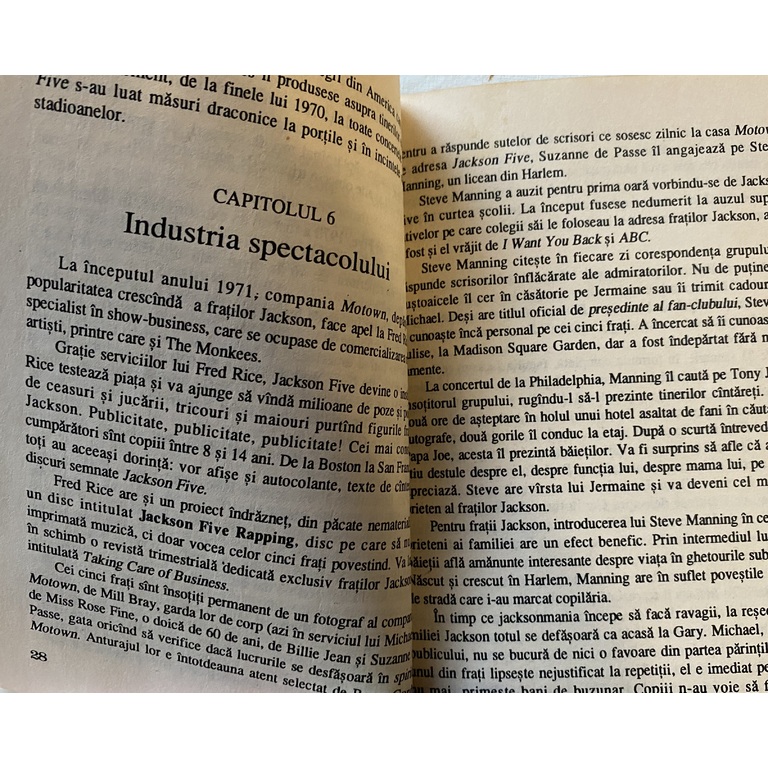 din America
îi produsese asupra
de la finele lui 1970, la toate
Five s-au luat măsuri draconice la porțile și în
stadioanelor.
CAPITOLUL 6
Industria spectacolului
La începutul anului 1971, compania Motown,
popularitatea crescîndă a fraților Jackson, face apel la Fred
specialist în show-business, care se ocupase de comercializarea
artiști, printre care și The Monkees.
Grație serviciilor lui Fred Rice, Jackson Five devine o
Rice testează piața și va ajunge să vîndă milioane de poze și
de ceasuri și jucării, tricouri și maiouri purtînd figurile
Jackson. Publicitate, publicitate, publicitate! Cei mai
cumpărători sînt copiii între 8 și 14 ani. De la Boston la San
toți au aceeași dorință: vor afișe și autocolante, texte de
discuri semnate Jackson Five.
Fred Rice are și un proiect îndrăzneț, din păcate
un disc intitulat Jackson Five Rapping, disc pe care să
imprimată muzică, ci doar vocea celor cinci frați povestind. Va
în schimb o revistă trimestrială dedicată exclusiv fraților
intitulată Taking Care of Business.
Cei cinci frați sînt însoțiți permanent de un fotograf al
Motown, de Mill Bray, garda lor de corp (azi în serviciul lui
de Miss Rose Fine, o doică de 60 de ani, de Billie Jean și Suzanne
Passe, gata oricînd să verifice dacă lucrurile se desfășoară în
Motown. Anturajul lor e întotdeauna atent selectat de
28
a răspunde sutelor de scrisori ce sosesc zilnic la casa
adresa Jackson Five, Suzanne de Passe îl angajează pe
un licean din Harlem.
Steve Manning a auzit pentru prima oară vorbindu-se de
în curtea școlii. La început fusese nedumerit la auzul
pe care colegii săi le foloseau la adresa fraților Jackson,
fost și el vrăjit de I Want You Back și ABC.
Steve Manning citește în fiecare zi corespondența
scrisorilor înflăcărate ale admiratorilor. Nu de
îl cer în căsătorie pe Jermaine sau îi trimit
Deși are titlul oficial de președinte al fan-clubului,
cunoaște încă personal pe cei cinci frați. A încercat să îi
la Madison Square Garden, dar a fost îndepărtat fără
La concertul de la Philadelphia, Manning îl caută pe Tony
grupului, rugîndu-l să-l prezinte tinerilor cîntăreți.
ore de așteptare în holul unui hotel asaltat de fani în
două gorile îl conduc la etaj. După o scurtă
Joe, acesta îl prezintă băieților. Va fi surprins să afle că
destule despre el, despre funcția lui, despre mama lui, pe
Steve are vîrsta lui Jermaine și va deveni cel
al fraților Jackson.
Pentru frații Jackson, introducerea lui Steve Manning în
ai familiei are un efect benefic. Prin intermediul
află amănunte interesante despre viața în ghetourile
și crescut în Harlem, Manning are în suflet poveștile
de stradă care i-au marcat copilăria.
În timp ce jacksonmania începe să facă ravagii, la
Jackson totul se defășoară ca acasă la Gary. Michael,
publicului, nu se bucură de nici o favoare din partea
din frați lipsește nejustificat la repetiții, el e imediat
mai primește bani de buzunar. Copiii n-au voie să